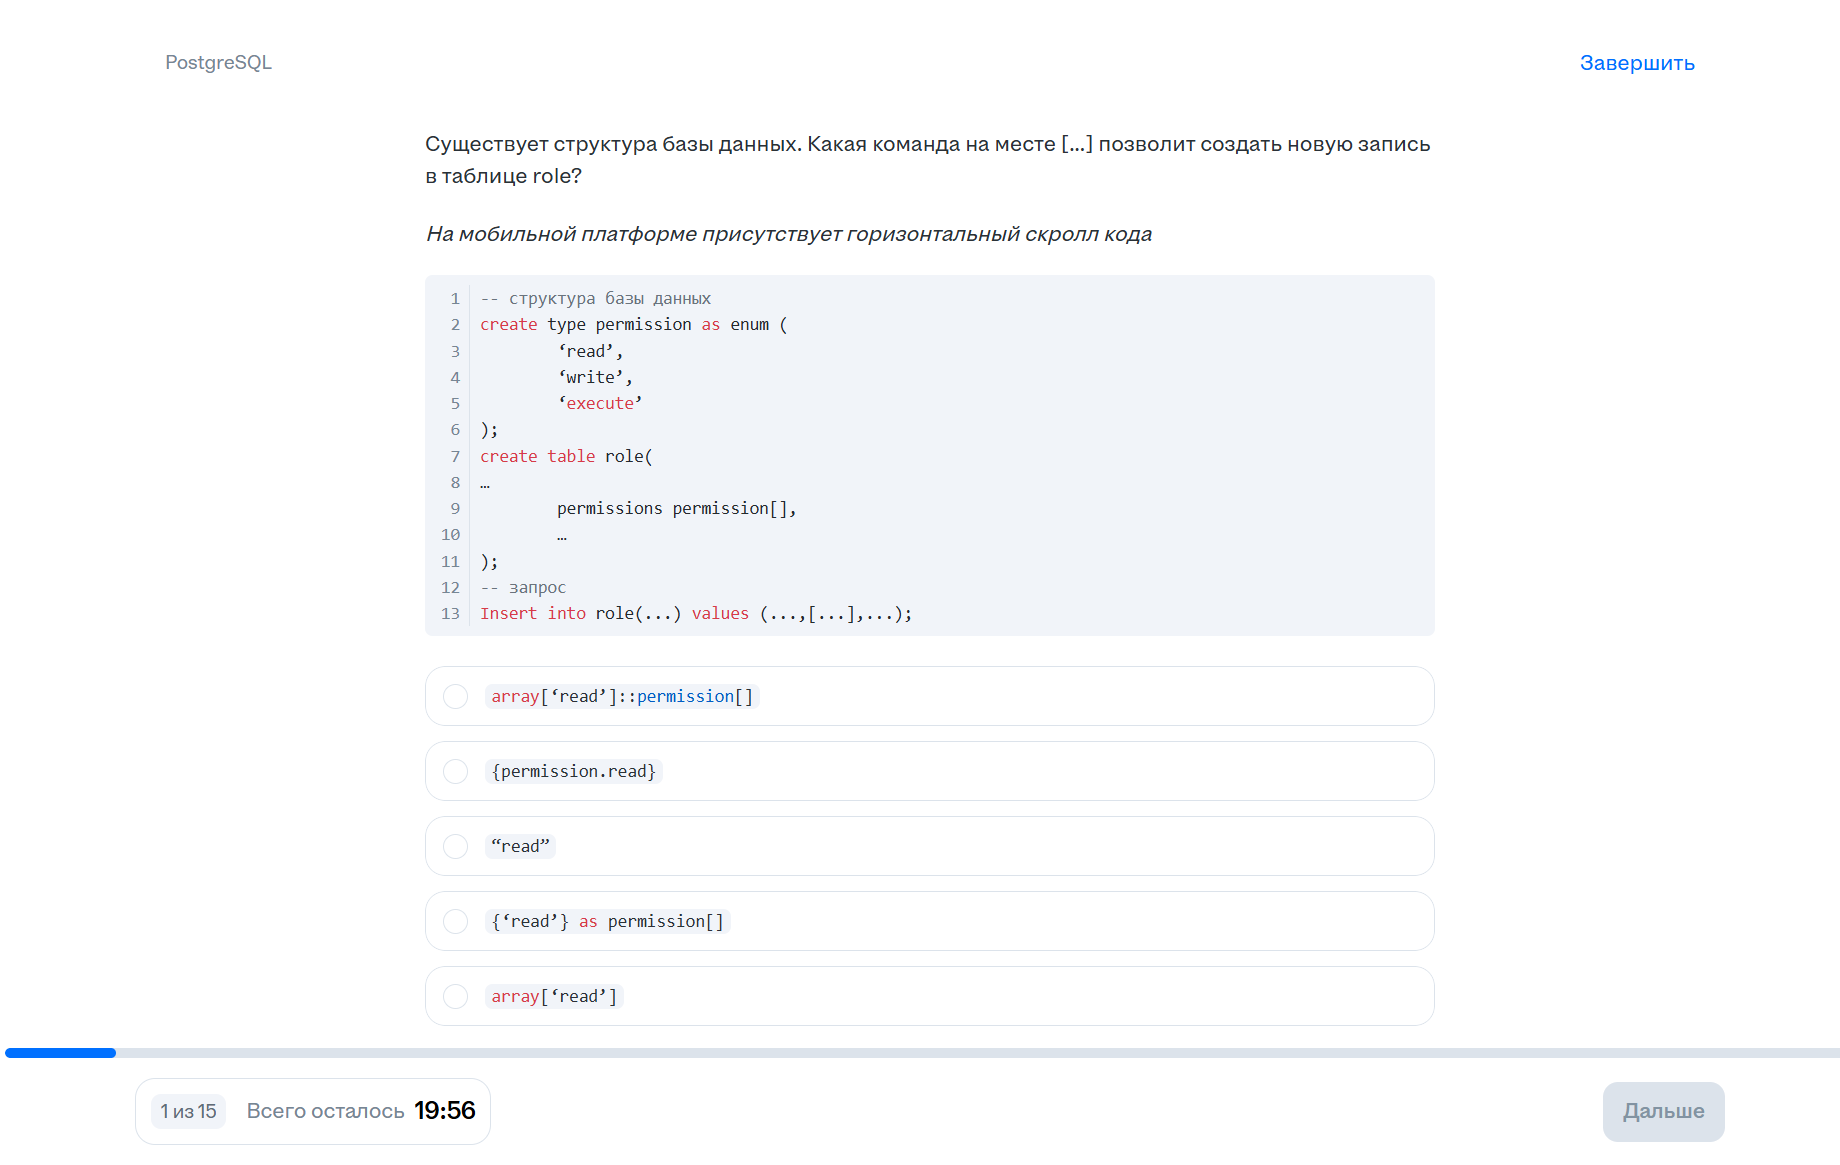 PostgreSQL
Завершить
Существует структура базы данных. Какая команда на месте [...] позволит создать новую запись
в таблице role?
На мобильной платформе присутствует горизонтальный скролл кода
1 -- структура базы данных
2 create type permission as enum (
3 ‘read’,
4 ‘write’,
5 ‘execute’
6 );
7 create table role(
8 …
9 permissions permission[],
10 …
11 );
12 -- запрос
13 Insert into role(...) values (...,[...],...);
array[‘read’]::permission[]
{permission.read}
“read”
{‘read’} as permission[]
array[‘read’]
1 из 15 Всего осталось 19:56
Дальше